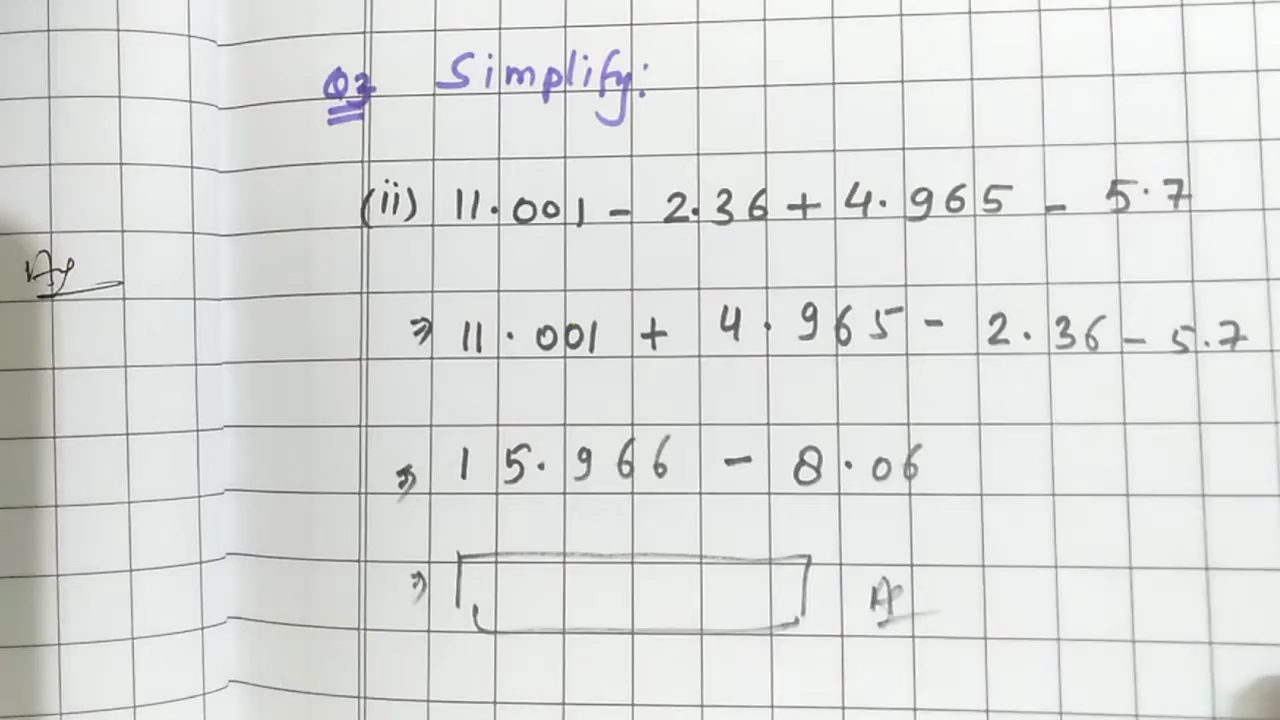 Q3 Simplify:
(ii) 11.001 - 2.36 + 4.965 - 5.7
⇒ 11.001 + 4.965 - 2.36 - 5.7
⇒ 15.966 - 8.06
⇒